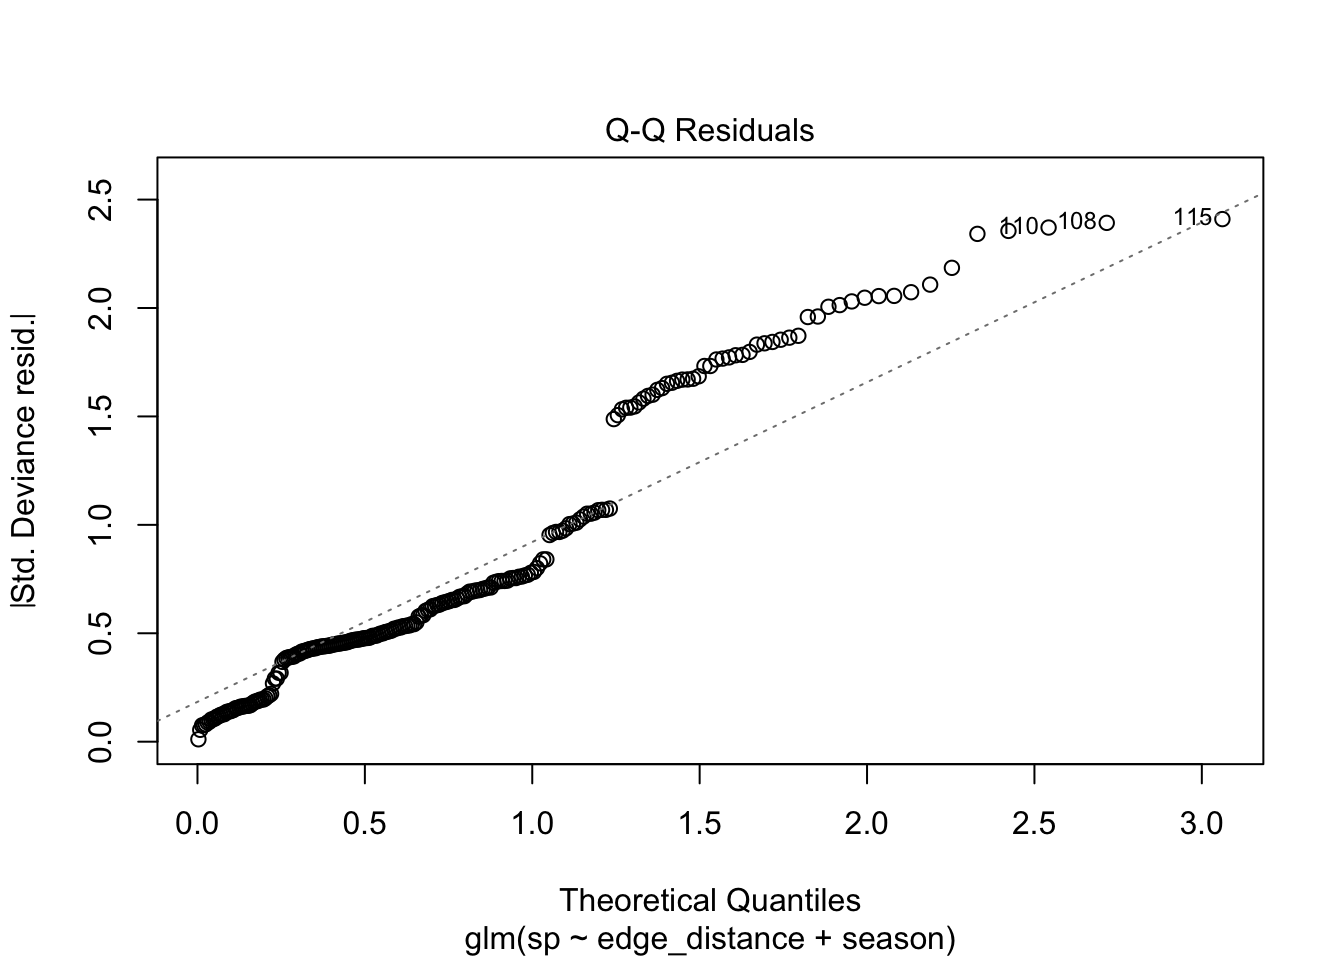 Q-Q Residuals
|Std. Deviance resid.|
2.5
2.0
1.5
1.0
0.5
0.0
110 108 115
0.0 0.5 1.0 1.5 2.0 2.5 3.0
Theoretical Quantiles
glm(sp ~ edge_distance + season)